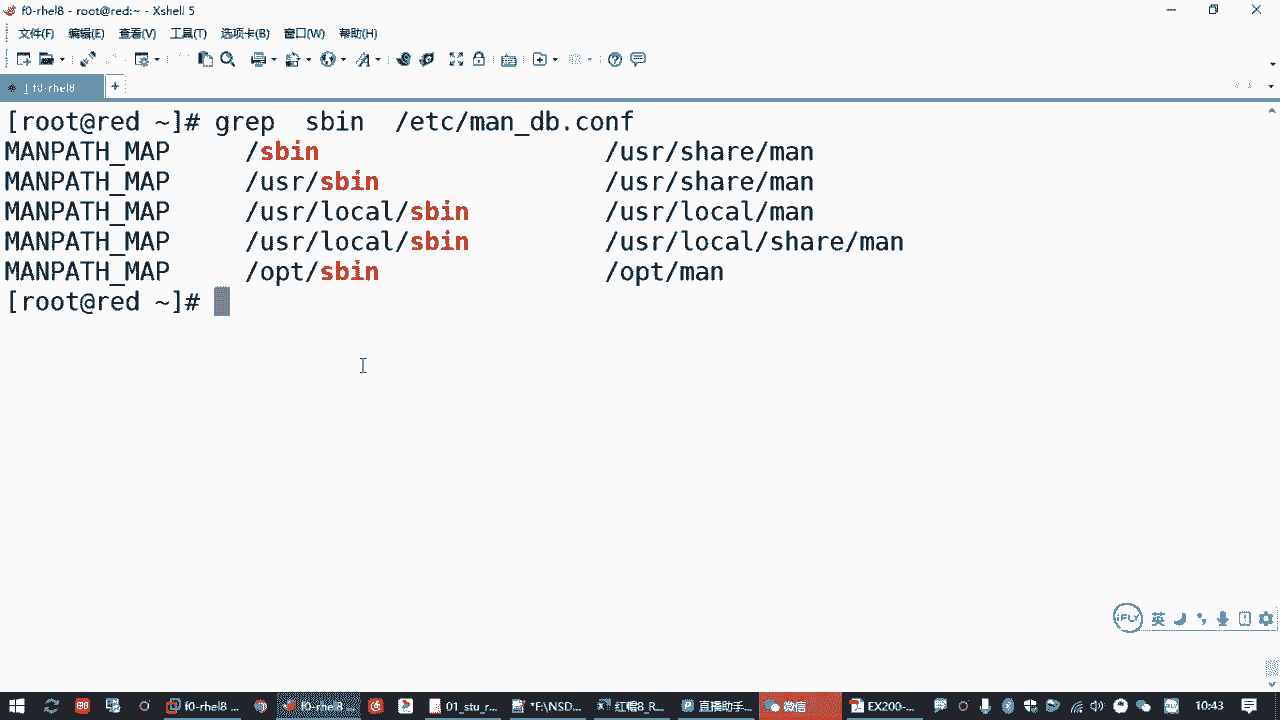 f0-rhel8 - root@red:~ - Xshell 5
文件(F) 编辑(E) 查看(V) 工具(T) 选项卡(B) 窗口(W) 帮助(H)
1 f0-rhel8
[root@red ~]# grep  sbin  /etc/man_db.conf
MANPATH_MAP     /sbin                   /usr/share/man
MANPATH_MAP     /usr/sbin               /usr/share/man
MANPATH_MAP     /usr/local/sbin         /usr/local/man
MANPATH_MAP     /usr/local/sbin         /usr/local/share/man
MANPATH_MAP     /opt/sbin               /opt/man
[root@red ~]#
iFLY 英
f0-rhel8 ... f0-rhel8... 01_stu_r... *F:\NSD... 红帽8_R... 直播助手... 微信 EX200-... 10:43